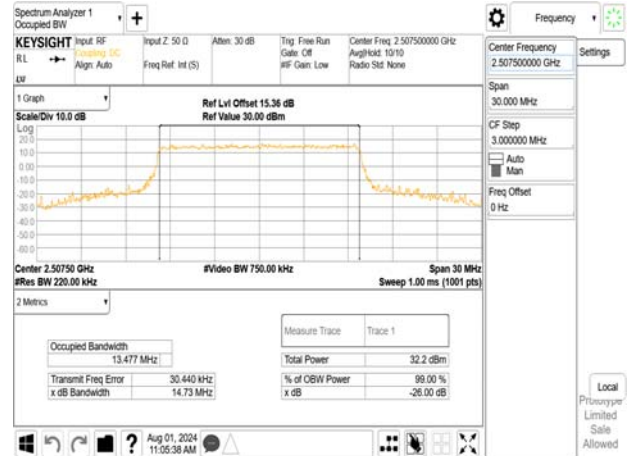 Spectrum Analyzer 1
Occupied BW
Frequency
KEYSIGHT
RL
Input: RF
Coupling: DC
Align: Auto
Input Z: 50 Ω
Freq Ref: Int (S)
Atten: 30 dB
Trig: Free Run
Gate: Off
#IF Gain: Low
Center Freq: 2.507500000 GHz
Avg|Hold: 10/10
Radio Std: None
Center Frequency
2.507500000 GHz
Settings
Span
30.000 MHz
CF Step
3.000000 MHz
Auto
Man
Freq Offset
0 Hz
1 Graph
Scale/Div 10.0 dB
Ref Lvl Offset 15.36 dB
Ref Value 30.00 dBm
Log
20.0
10.0
0.00
-10.0
-20.0
-30.0
-40.0
-50.0
-60.0
Center 2.50750 GHz
#Res BW 220.00 kHz
#Video BW 750.00 kHz
Span 30 MHz
Sweep 1.00 ms (1001 pts)
2 Metrics
Measure Trace Trace 1
Occupied Bandwidth
13.477 MHz
Total Power 32.2 dBm
Transmit Freq Error 30.440 kHz
% of OBW Power 99.00 %
x dB Bandwidth 14.73 MHz
x dB -26.00 dB
Local
Prototype
Limited
Sale
Allowed
Aug 01, 2024
11:05:38 AM